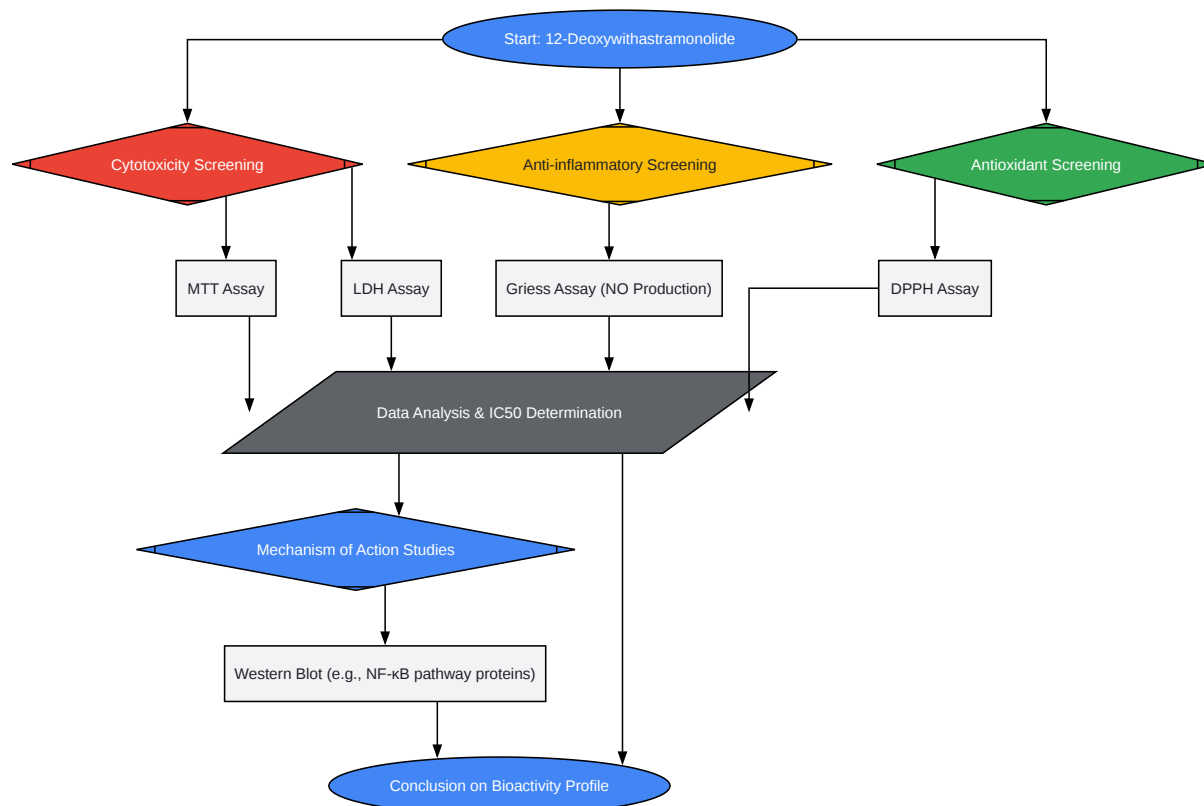 Start: 12-Deoxywithastramonolide
Cytotoxicity Screening
Anti-inflammatory Screening
Antioxidant Screening
MTT Assay
LDH Assay
Griess Assay (NO Production)
DPPH Assay
Data Analysis & IC50 Determination
Mechanism of Action Studies
Western Blot (e.g., NF-κB pathway proteins)
Conclusion on Bioactivity Profile